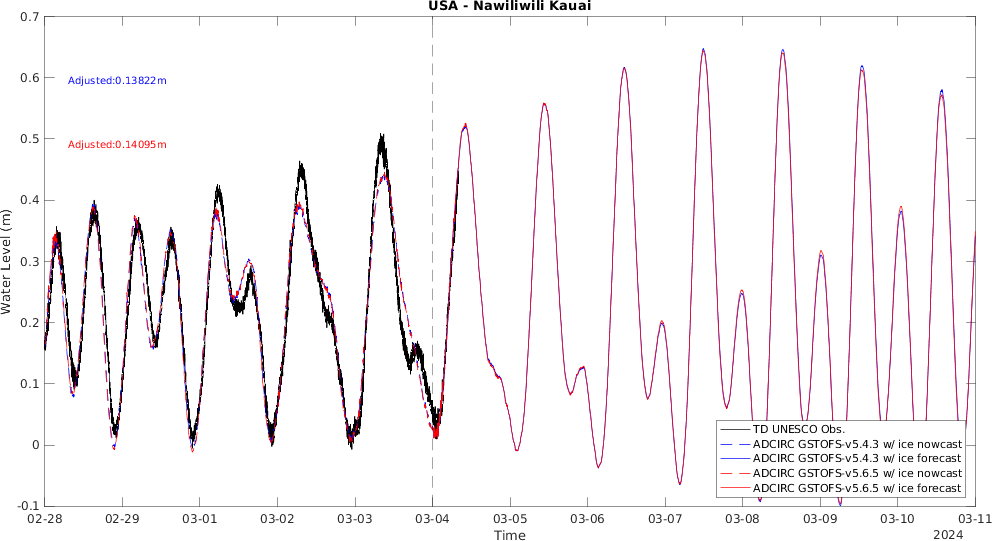 USA - Nawiliwili Kauai
0.7
0.6
0.5
0.4
0.3
0.2
0.1
0
-0.1
Water Level (m)
Adjusted:0.13822m
Adjusted:0.14095m
TD UNESCO Obs.
ADCIRC GSTOFS-v5.4.3 w/ ice nowcast
ADCIRC GSTOFS-v5.4.3 w/ ice forecast
ADCIRC GSTOFS-v5.6.5 w/ ice nowcast
ADCIRC GSTOFS-v5.6.5 w/ ice forecast
02-28 02-29 03-01 03-02 03-03 03-04 03-05 03-06 03-07 03-08 03-09 03-10 03-11
Time
2024